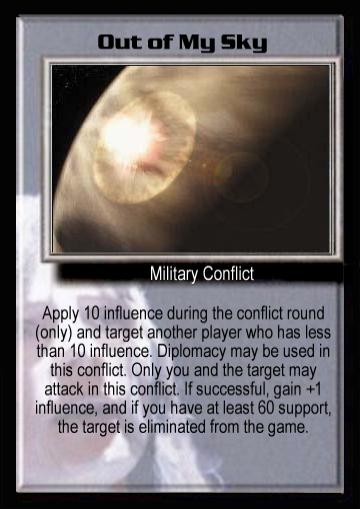 Out of My Sky
Military Conflict
Apply 10 influence during the conflict round
(only) and target another player who has less
than 10 influence. Diplomacy may be used in
this conflict. Only you and the target may
attack in this conflict. If successful, gain +1
influence, and if you have at least 60 support,
the target is eliminated from the game.